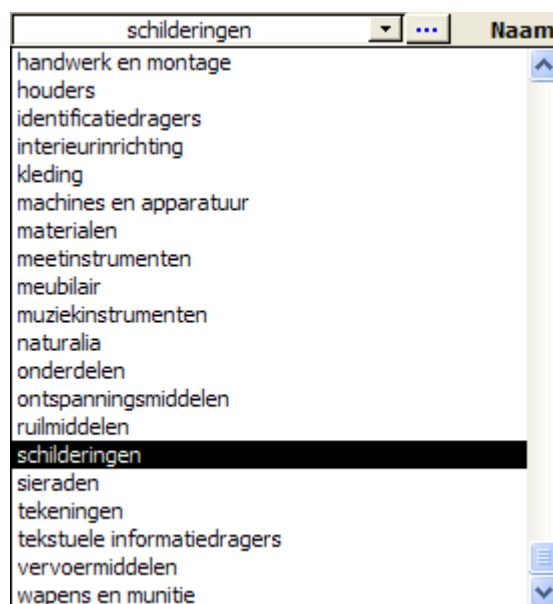 schilderingen ... Naam
handwerk en montage
houders
identificatiedragers
interieurinrichting
kleding
machines en apparatuur
materialen
meetinstrumenten
meubilair
muziekinstrumenten
naturalia
onderdelen
ontspanningsmiddelen
ruilmiddelen
schilderingen
sieraden
tekeningen
tekstuele informatiedragers
vervoermiddelen
wapens en munitie